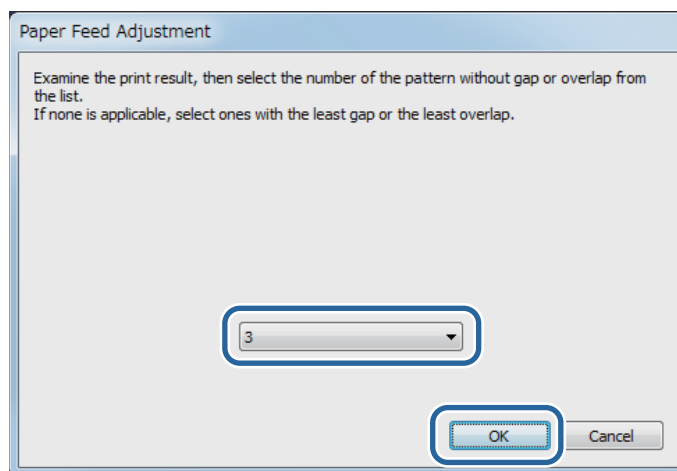 Paper Feed Adjustment
Examine the print result, then select the number of the pattern without gap or overlap from
the list.
If none is applicable, select ones with the least gap or the least overlap.
3
OK
Cancel